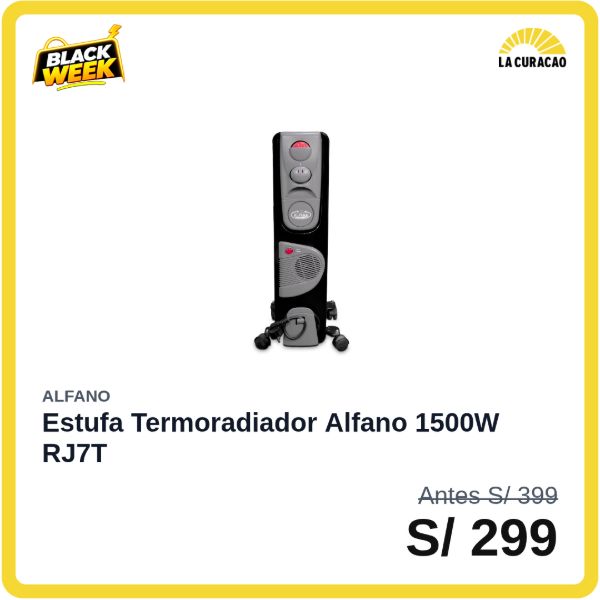 BLACK
WEEK
LA CURACAO
ALFANO
Estufa Termoradiador Alfano 1500W
RJ7T
Antes S/ 399
S/ 299